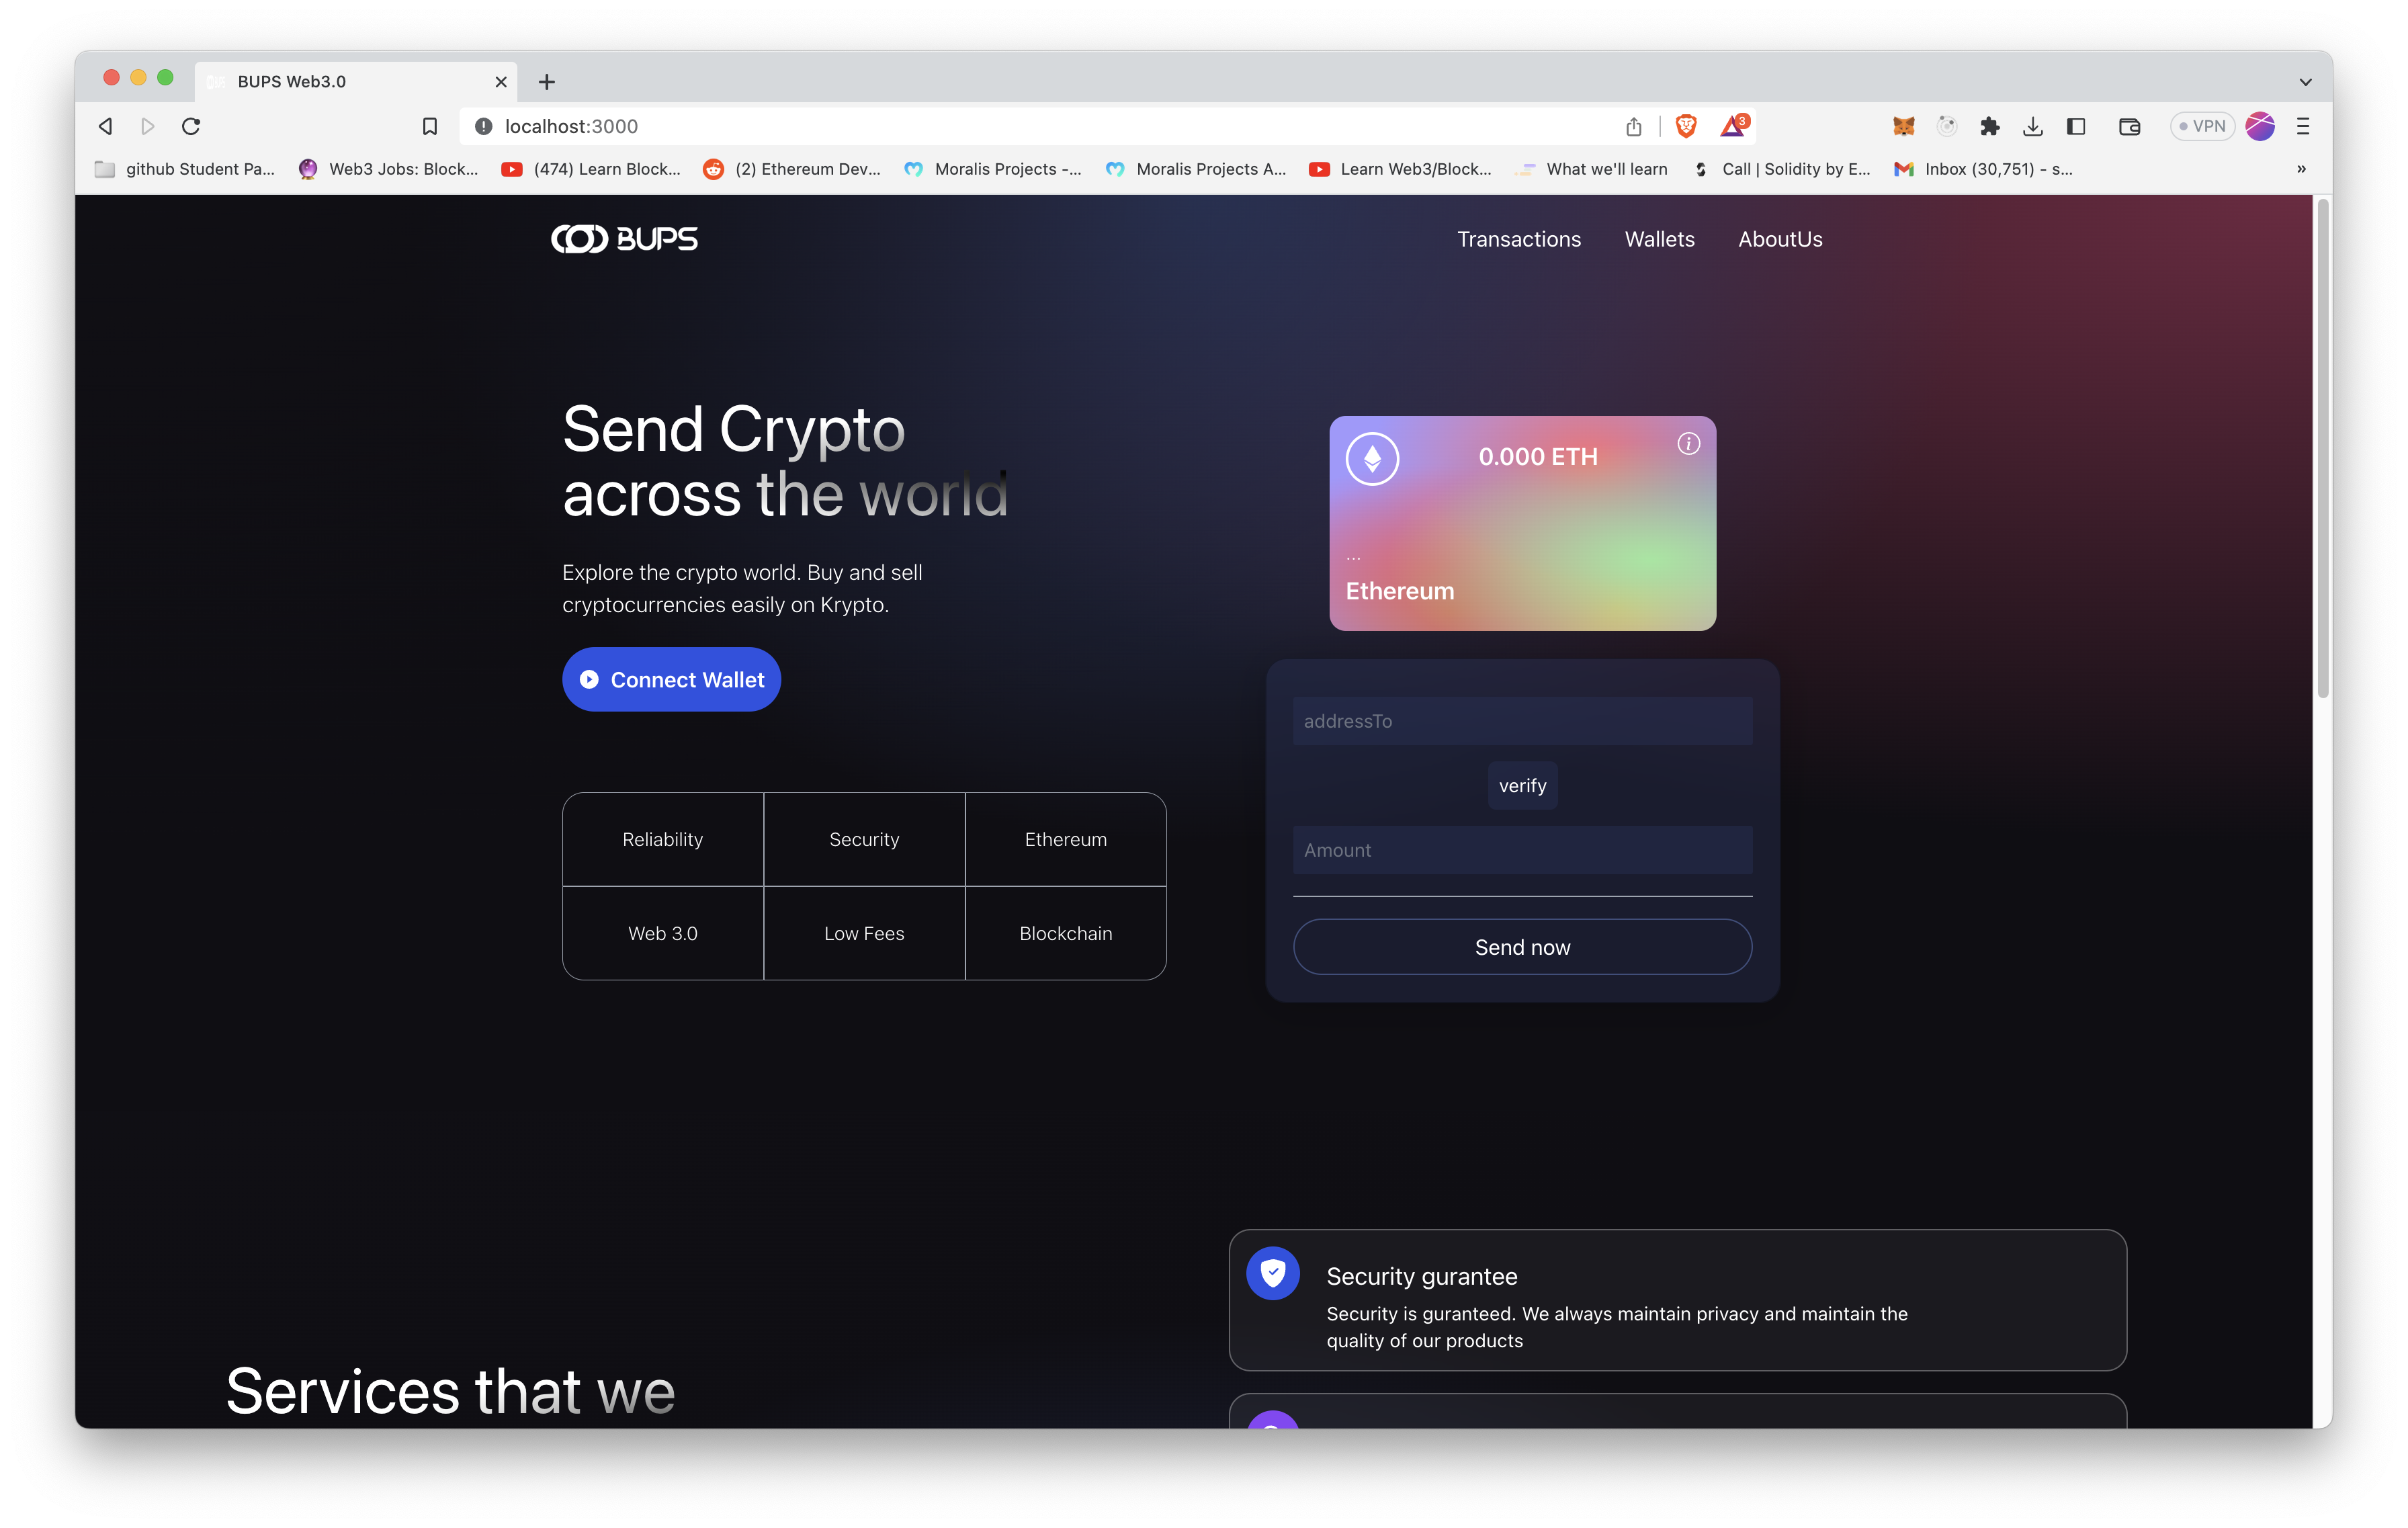 BUPS Web3.0
localhost:3000
3
VPN
github Student Pa...
Web3 Jobs: Block...
(474) Learn Block...
(2) Ethereum Dev...
Moralis Projects -...
Moralis Projects A...
Learn Web3/Block...
What we'll learn
Call | Solidity by E...
Inbox (30,751) - s...
»
BUPS
Transactions
Wallets
AboutUs
Send Crypto
across the world
Explore the crypto world. Buy and sell
cryptocurrencies easily on Krypto.
Connect Wallet
Reliability
Security
Ethereum
Web 3.0
Low Fees
Blockchain
0.000 ETH
...
Ethereum
addressTo
verify
Amount
Send now
Security gurantee
Security is guranteed. We always maintain privacy and maintain the
quality of our products
Services that we